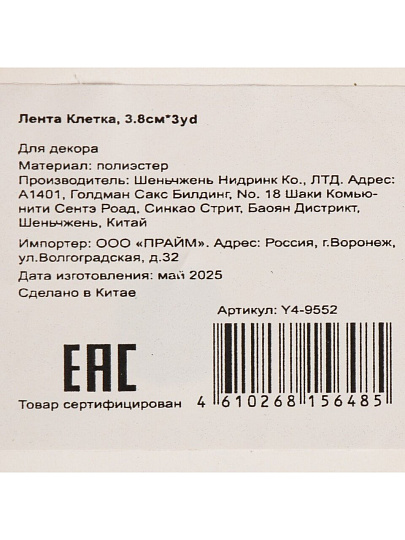 Лента Клетка, 3.8см*3yd
Для декора
Материал: полиэстер
Производитель: Шеньчжень Нидринк Ко., ЛТД. Адрес:
А1401, Голдман Сакс Билдинг, No. 18 Шаки Комью-
нити Сентэ Роад, Синкао Стрит, Баоян Дистрикт,
Шеньчжень, Китай
Импортер: ООО «ПРАЙМ». Адрес: Россия, г.Воронеж,
ул.Волгоградская, д.32
Дата изготовления: май 2025
Сделано в Китае
Артикул: Y4-9552
EAC
Товар сертифицирован
4 610268 156485